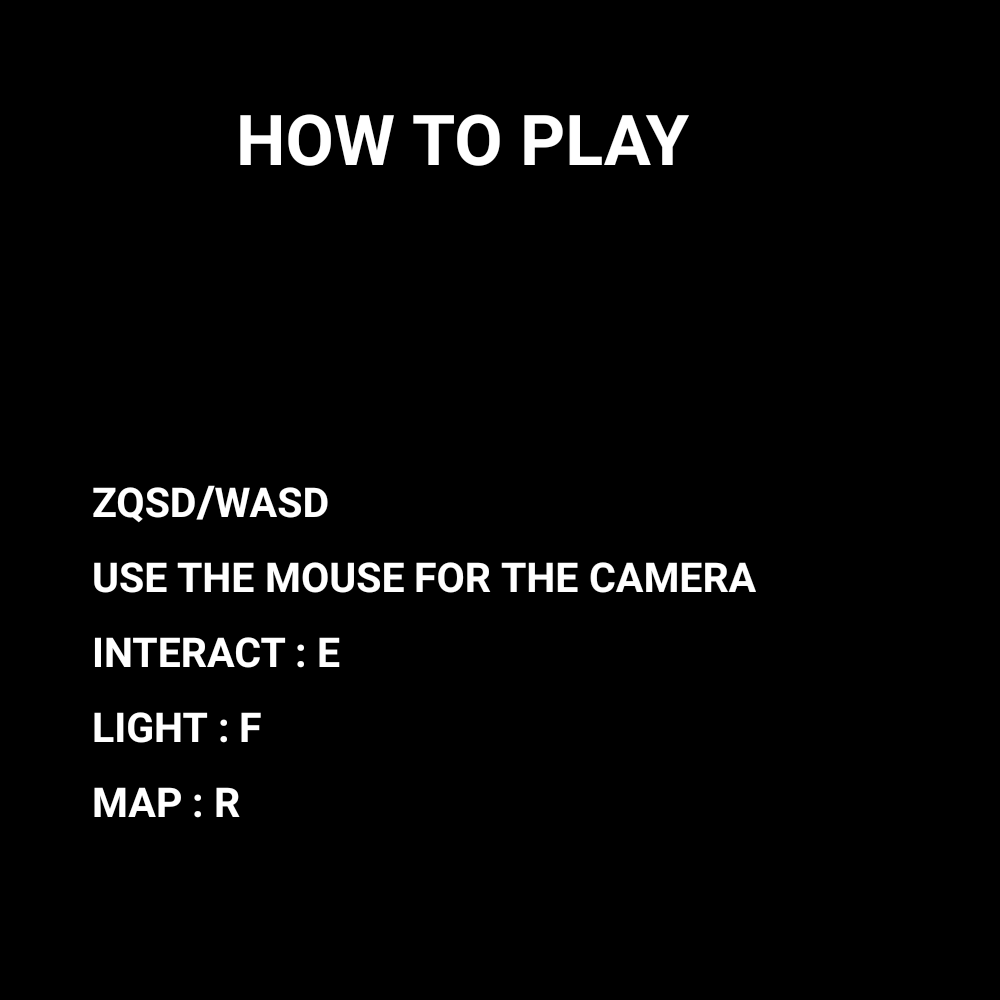 HOW TO PLAY
ZQSD/WASD
USE THE MOUSE FOR THE CAMERA
INTERACT : E
LIGHT : F
MAP : R